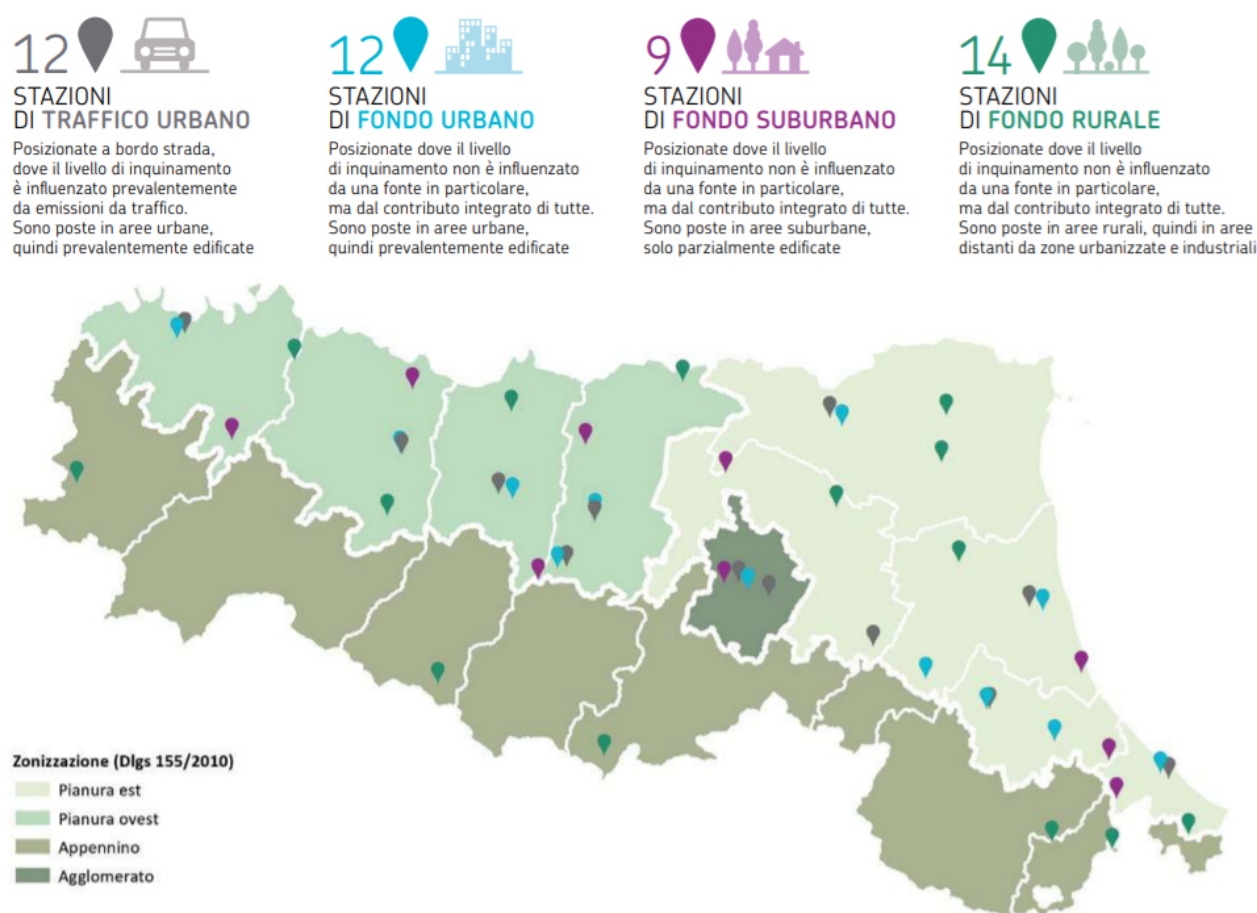 12
STAZIONI
DI TRAFFICO URBANO
Posizionate a bordo strada,
dove il livello di inquinamento
è influenzato prevalentemente
da emissioni da traffico.
Sono poste in aree urbane,
quindi prevalentemente edificate
12
STAZIONI
DI FONDO URBANO
Posizionate dove il livello
di inquinamento non è influenzato
da una fonte in particolare,
ma dal contributo integrato di tutte.
Sono poste in aree urbane,
quindi prevalentemente edificate
9
STAZIONI
DI FONDO SUBURBANO
Posizionate dove il livello
di inquinamento non è influenzato
da una fonte in particolare,
ma dal contributo integrato di tutte.
Sono poste in aree suburbane,
solo parzialmente edificate
14
STAZIONI
DI FONDO RURALE
Posizionate dove il livello
di inquinamento non è influenzato
da una fonte in particolare,
ma dal contributo integrato di tutte.
Sono poste in aree rurali, quindi in aree
distanti da zone urbanizzate e industriali
Zonizzazione (Dlgs 155/2010)
Pianura est
Pianura ovest
Appennino
Agglomerato